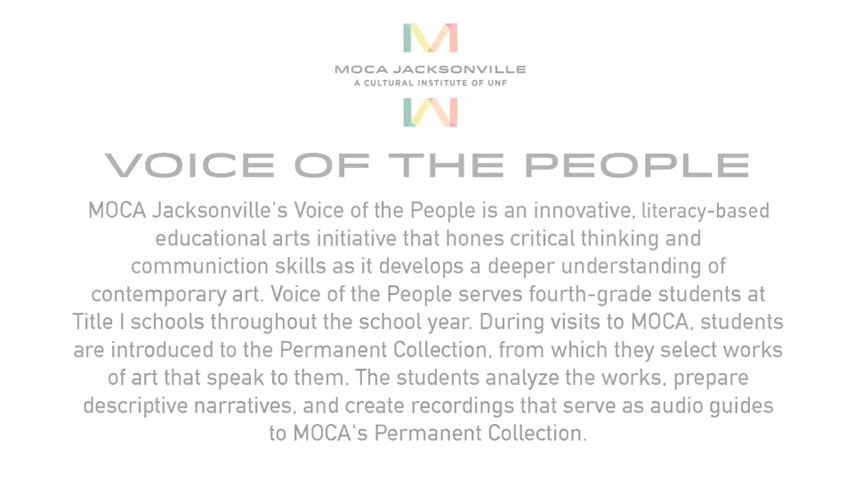 MOCA JACKSONVILLE
A CULTURAL INSTITUTE OF UNF
VOICE OF THE PEOPLE
MOCA Jacksonville's Voice of the People is an innovative, literacy-based
educational arts initiative that hones critical thinking and
communiction skills as it develops a deeper understanding of
contemporary art. Voice of the People serves fourth-grade students at
Title I schools throughout the school year. During visits to MOCA, students
are introduced to the Permanent Collection, from which they select works
of art that speak to them. The students analyze the works, prepare
descriptive narratives, and create recordings that serve as audio guides
to MOCA's Permanent Collection.